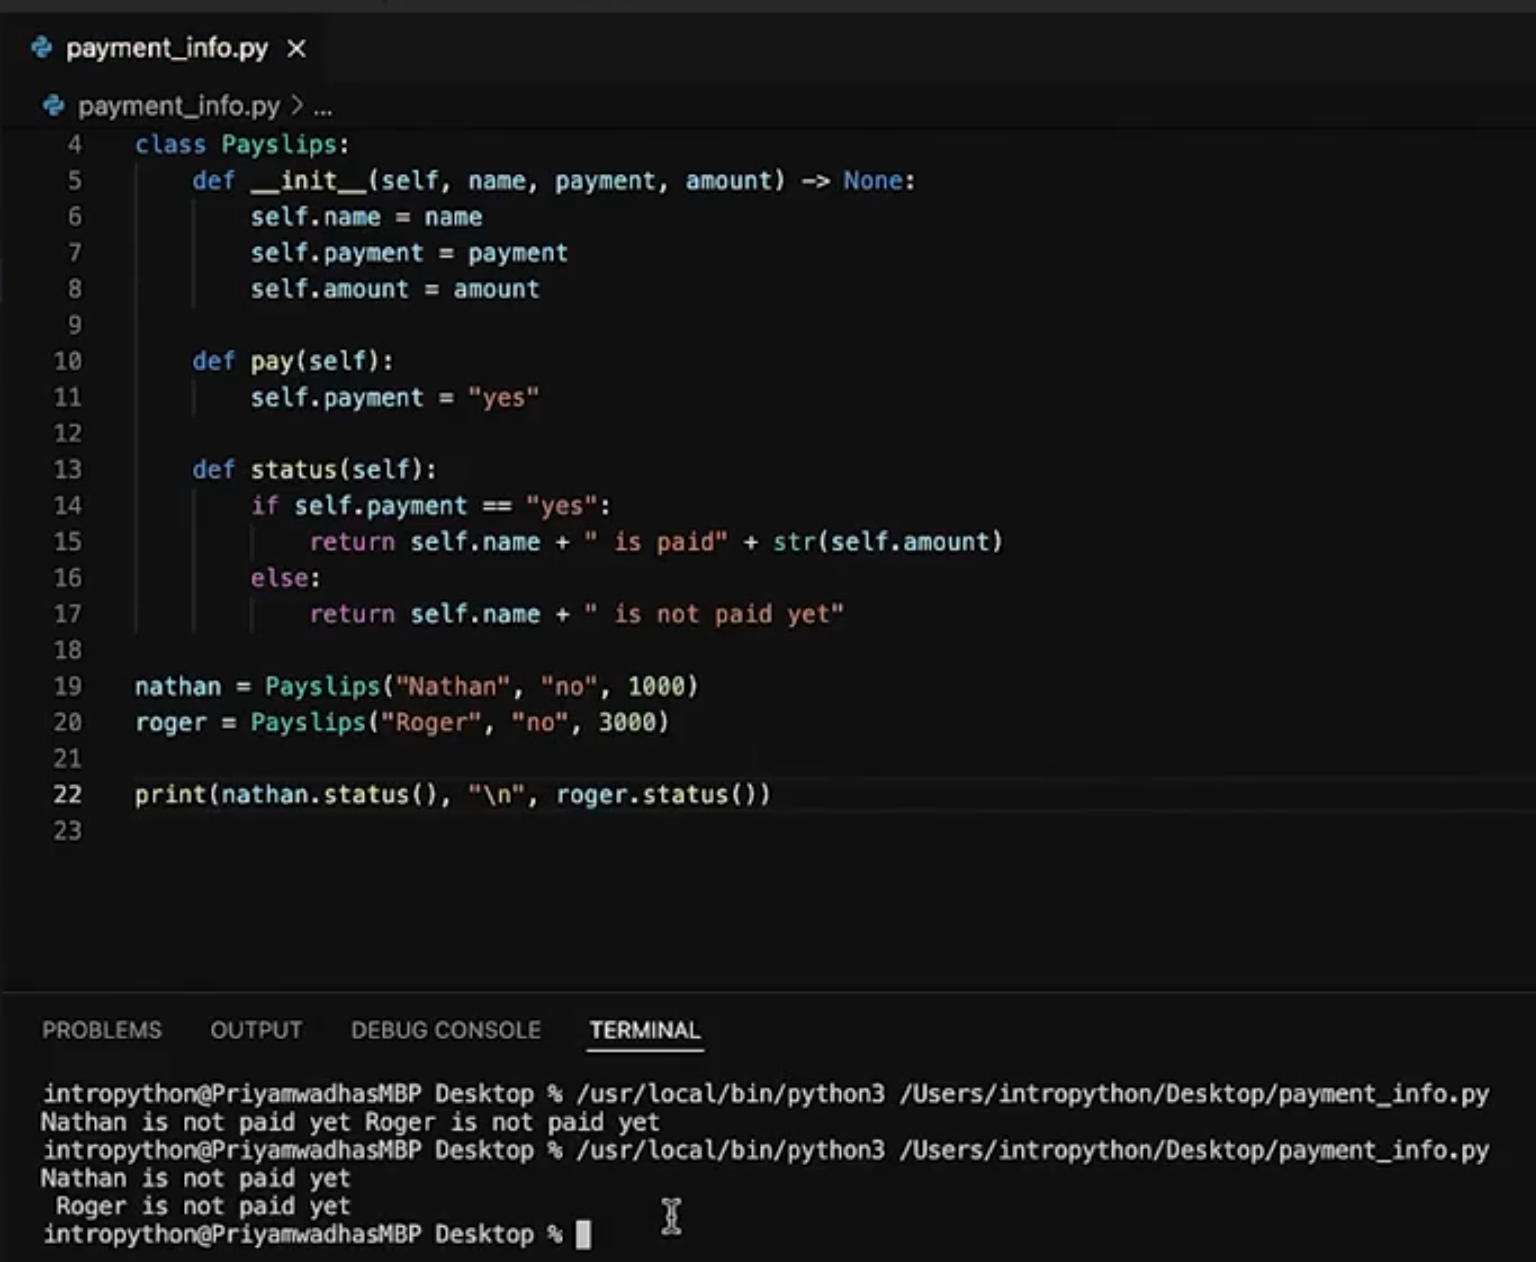 payment_info.py ×
payment_info.py > ...
4 class Payslips:
5     def __init__(self, name, payment, amount) -> None:
6         self.name = name
7         self.payment = payment
8         self.amount = amount
9
10     def pay(self):
11         self.payment = "yes"
12
13     def status(self):
14         if self.payment == "yes":
15             return self.name + " is paid" + str(self.amount)
16         else:
17             return self.name + " is not paid yet"
18
19 nathan = Payslips("Nathan", "no", 1000)
20 roger = Payslips("Roger", "no", 3000)
21
22 print(nathan.status(), "\n", roger.status())
23
PROBLEMS OUTPUT DEBUG CONSOLE TERMINAL
intropython@PriyamwadhasMBP Desktop % /usr/local/bin/python3 /Users/intropython/Desktop/payment_info.py
Nathan is not paid yet Roger is not paid yet
intropython@PriyamwadhasMBP Desktop % /usr/local/bin/python3 /Users/intropython/Desktop/payment_info.py
Nathan is not paid yet
 Roger is not paid yet
intropython@PriyamwadhasMBP Desktop %